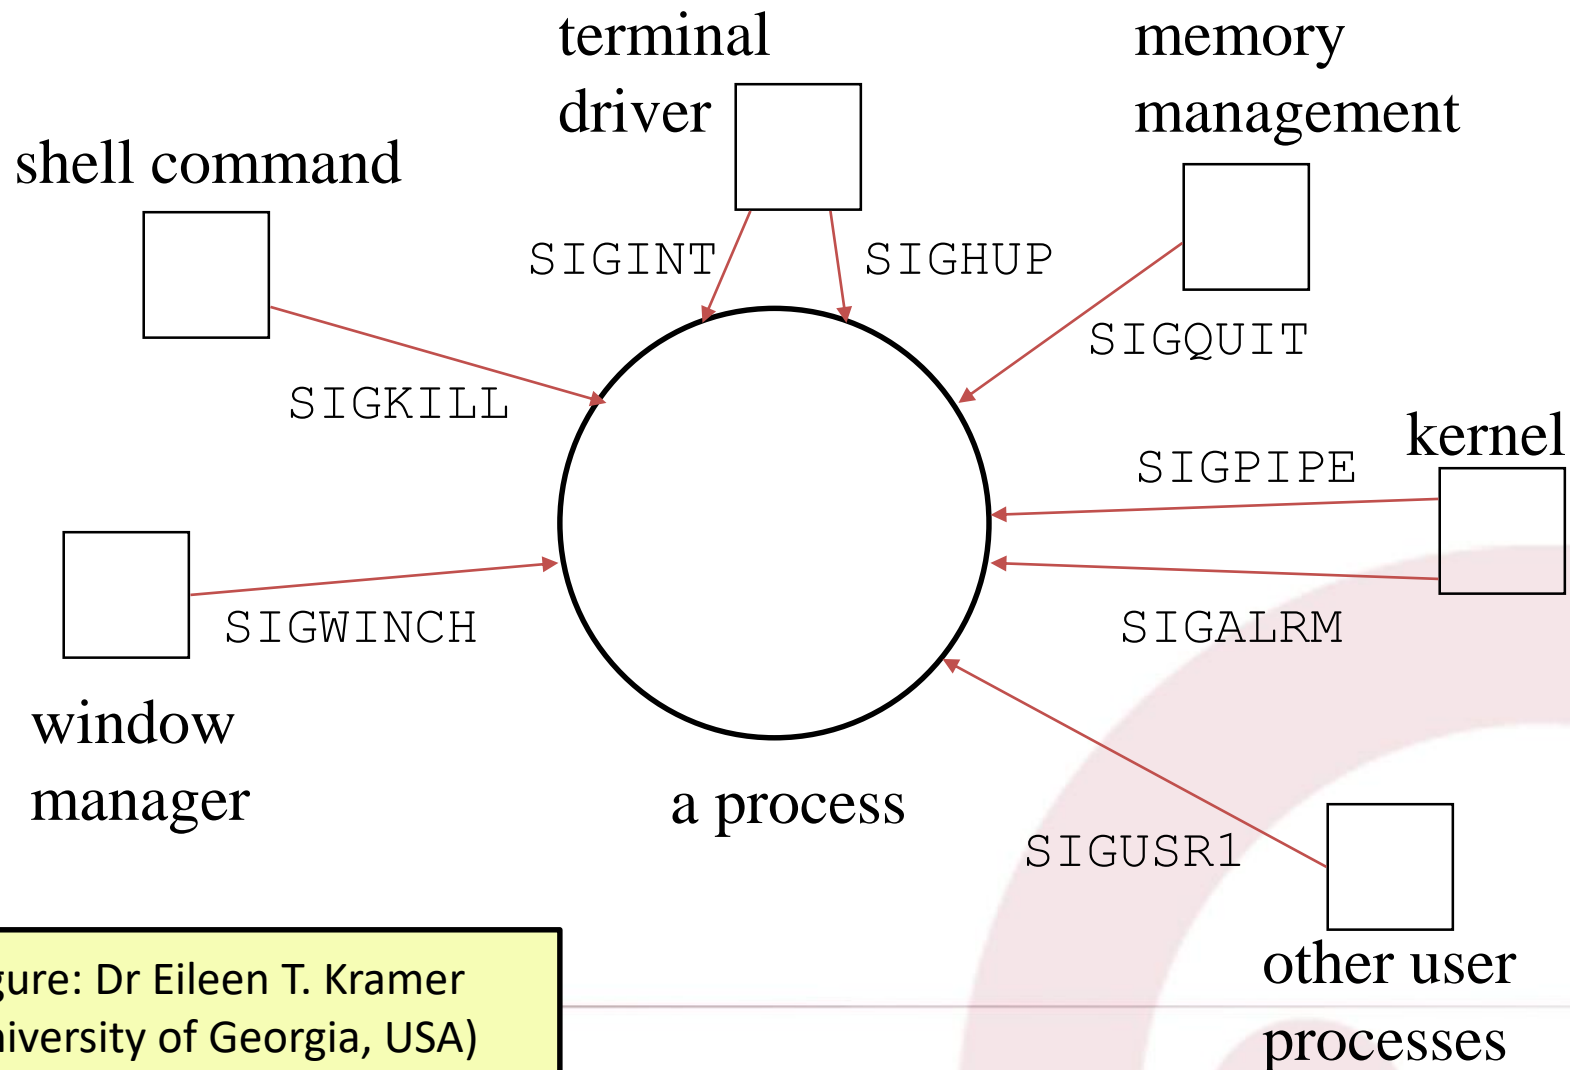 terminal
driver
memory
management
shell command
SIGINT
SIGHUP
SIGQUIT
SIGKILL
kernel
SIGPIPE
SIGWINCH
SIGALRM
window
manager
a process
SIGUSR1
other user
processes
gure: Dr Eileen T. Kramer
niversity of Georgia, USA)